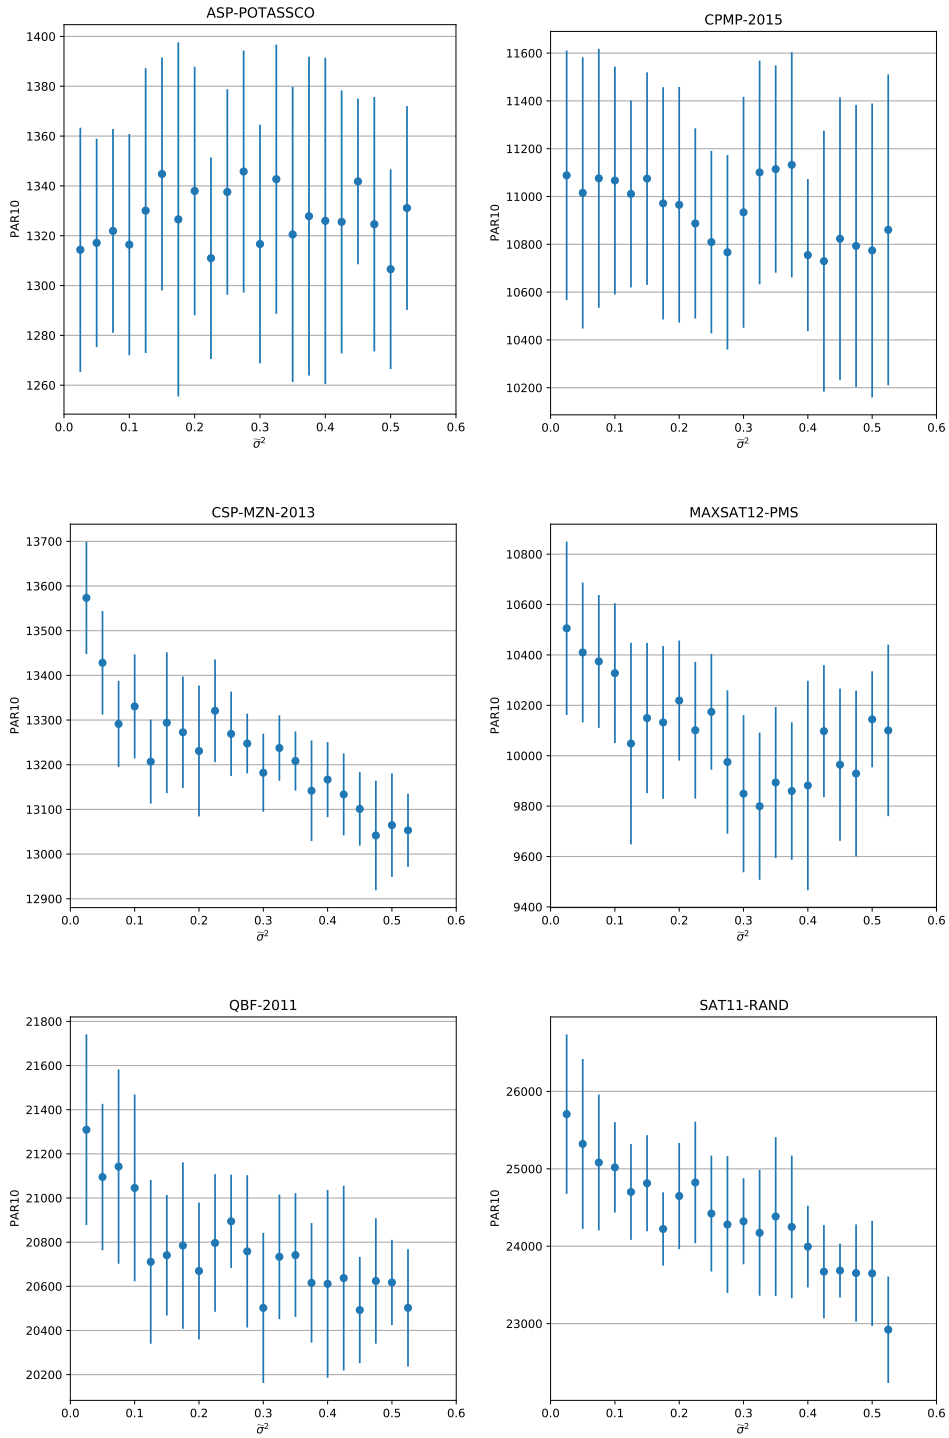 ASP-POTASSCO
1400
1380
1360
1340
1320
1300
1280
1260
PAR10
0.0 0.1 0.2 0.3 0.4 0.5 0.6
σ̃²
CPMP-2015
11600
11400
11200
11000
10800
10600
10400
10200
PAR10
0.0 0.1 0.2 0.3 0.4 0.5 0.6
σ̃²
CSP-MZN-2013
13700
13600
13500
13400
13300
13200
13100
13000
12900
PAR10
0.0 0.1 0.2 0.3 0.4 0.5 0.6
σ̃²
MAXSAT12-PMS
10800
10600
10400
10200
10000
9800
9600
9400
PAR10
0.0 0.1 0.2 0.3 0.4 0.5 0.6
σ̃²
QBF-2011
21800
21600
21400
21200
21000
20800
20600
20400
20200
PAR10
0.0 0.1 0.2 0.3 0.4 0.5 0.6
σ̃²
SAT11-RAND
26000
25000
24000
23000
PAR10
0.0 0.1 0.2 0.3 0.4 0.5 0.6
σ̃²